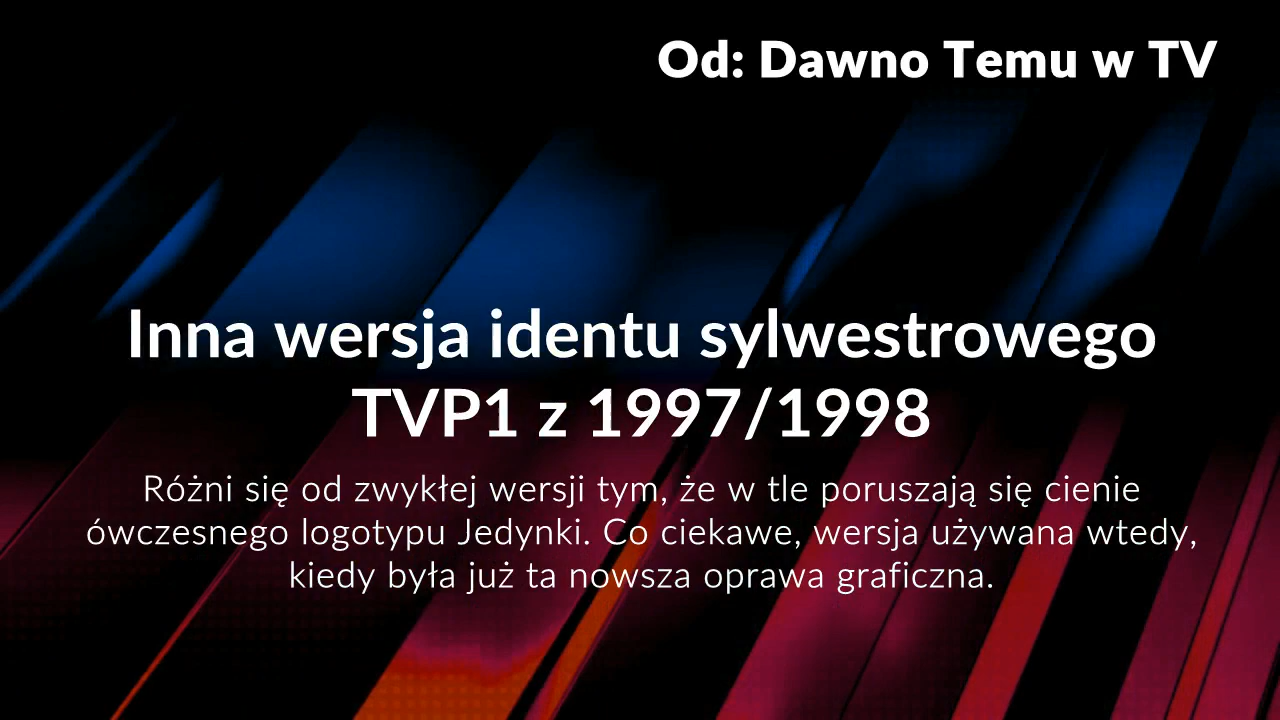 Od: Dawno Temu w TV
Inna wersja identu sylwestrowego
TVP1 z 1997/1998
Różni się od zwykłej wersji tym, że w tle poruszają się cienie
ówczesnego logotypu Jedynki. Co ciekawe, wersja używana wtedy,
kiedy była już ta nowsza oprawa graficzna.